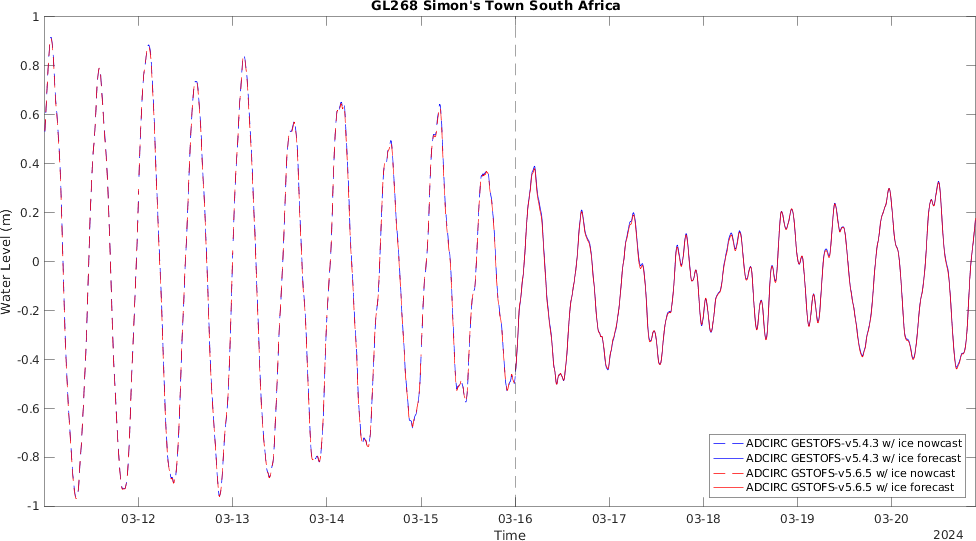 GL268 Simon's Town South Africa
1
0.8
0.6
0.4
0.2
0
-0.2
-0.4
-0.6
-0.8
-1
Water Level (m)
03-12 03-13 03-14 03-15 03-16 03-17 03-18 03-19 03-20
Time
2024
ADCIRC GESTOFS-v5.4.3 w/ ice nowcast
ADCIRC GESTOFS-v5.4.3 w/ ice forecast
ADCIRC GSTOFS-v5.6.5 w/ ice nowcast
ADCIRC GSTOFS-v5.6.5 w/ ice forecast